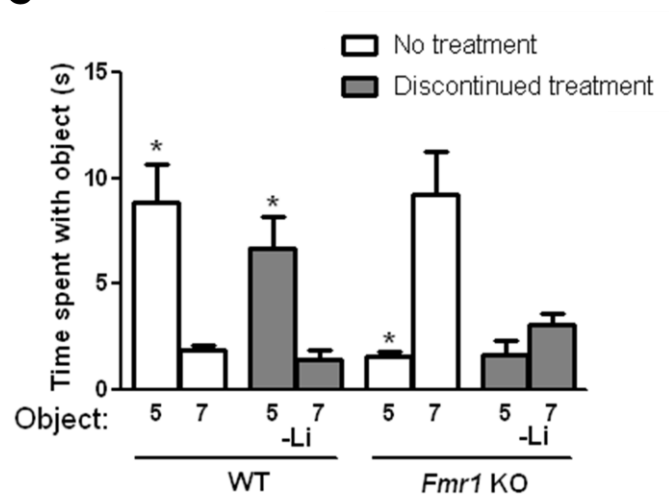 No treatment
Discontinued treatment
Time spent with object (s)
15
10
5
0
*
*
*
Object: 5 7 5 7 5 7 5 7
-Li -Li
WT Fmr1 KO